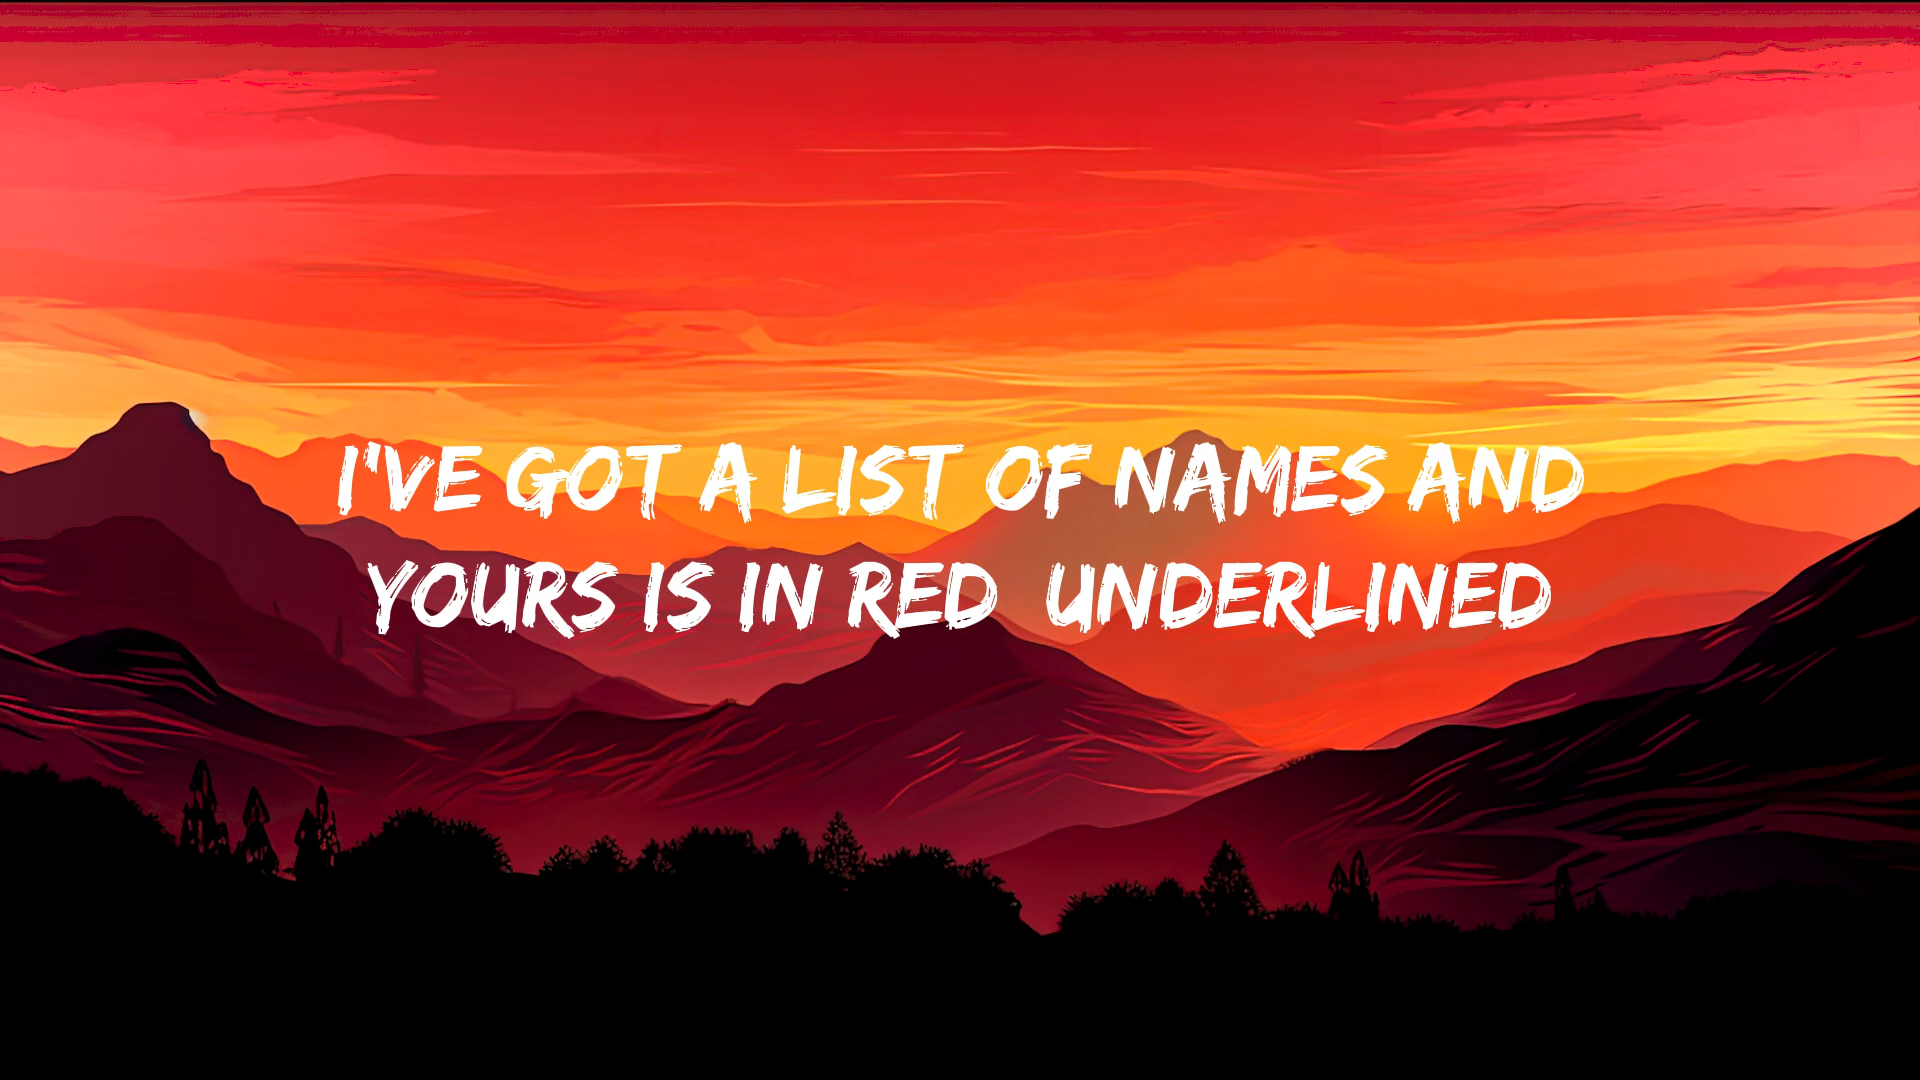 I'VE GOT A LIST OF NAMES AND
YOURS IS IN RED UNDERLINED